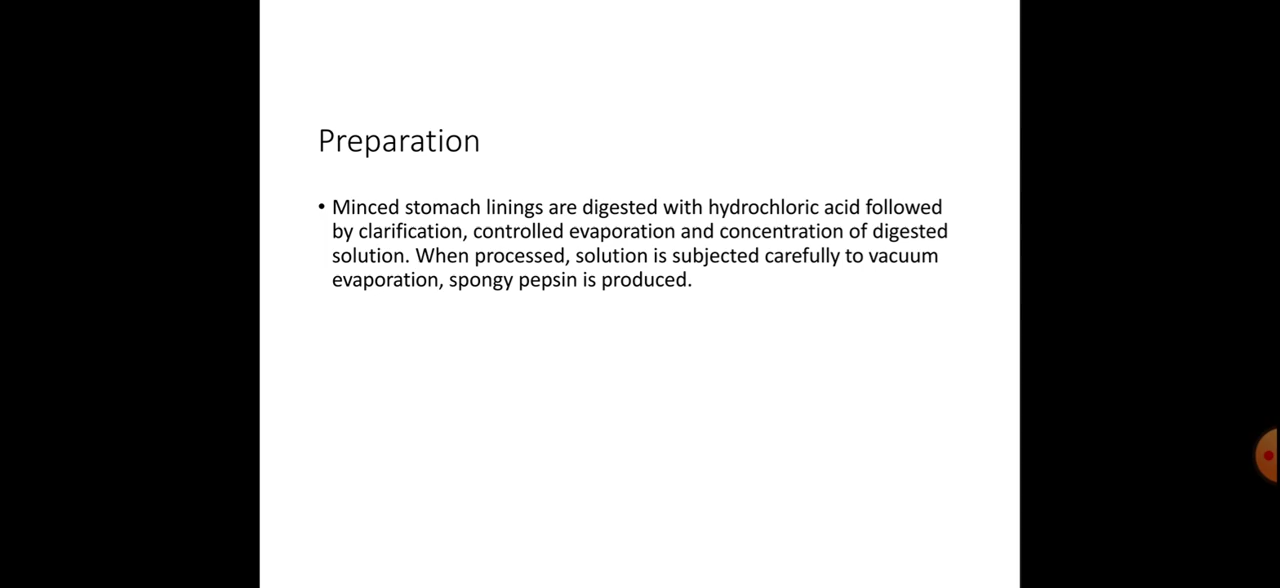 Preparation
• Minced stomach linings are digested with hydrochloric acid followed
by clarification, controlled evaporation and concentration of digested
solution. When processed, solution is subjected carefully to vacuum
evaporation, spongy pepsin is produced.